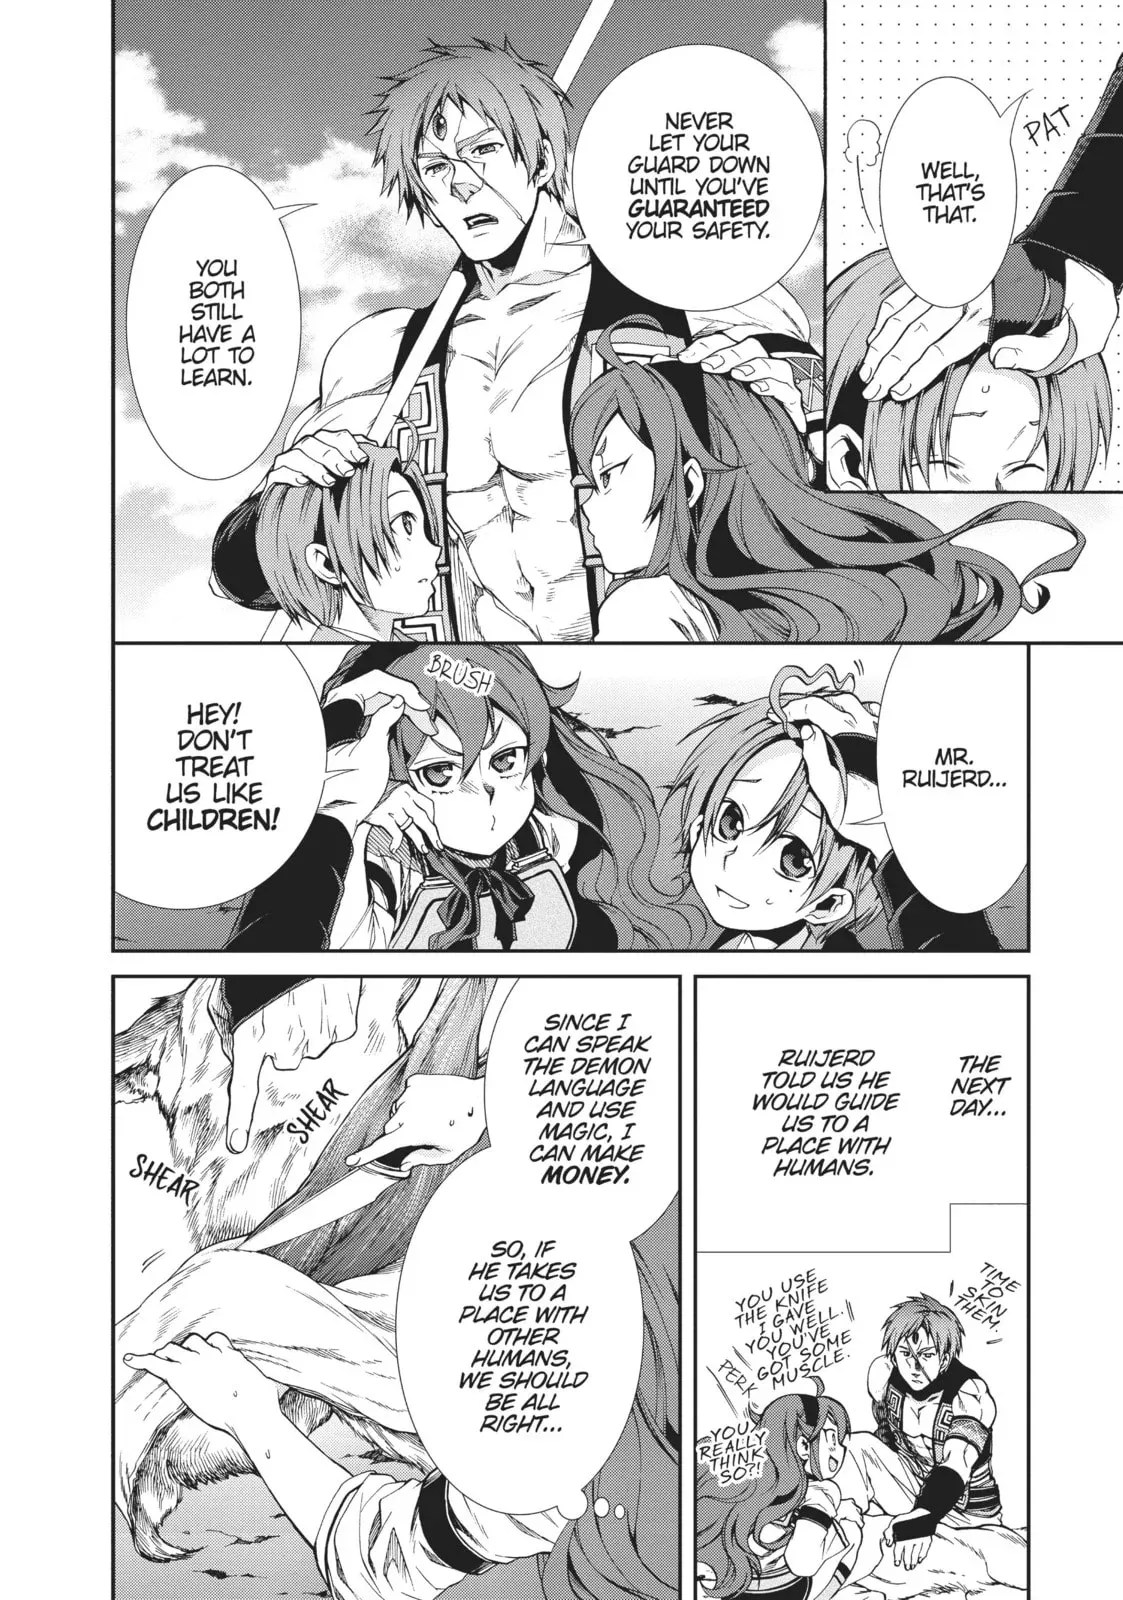 WELL,
THAT'S
THAT.
PAT
NEVER
LET YOUR
GUARD DOWN
UNTIL YOU'VE
GUARANTEED
YOUR SAFETY.
YOU
BOTH
STILL
HAVE A
LOT TO
LEARN.
MR.
RUIJERD...
BRUSH
HEY!
DON'T
TREAT
US LIKE
CHILDREN!
THE
NEXT
DAY...
RUIJERD
TOLD US HE
WOULD GUIDE
US TO A
PLACE WITH
HUMANS.
TIME
TO
SKIN
THEM.
YOU USE
THE KNIFE
I GAVE
YOU WELL.
YOU'VE
GOT SOME
MUSCLE.
PERK
YOU
REALLY
THINK
SO?!
SINCE I
CAN SPEAK
THE DEMON
LANGUAGE
AND USE
MAGIC, I
CAN MAKE
MONEY.
SO, IF
HE TAKES
US TO A
PLACE WITH
OTHER
HUMANS,
WE SHOULD
BE ALL
RIGHT...
SHEAR
SHEAR